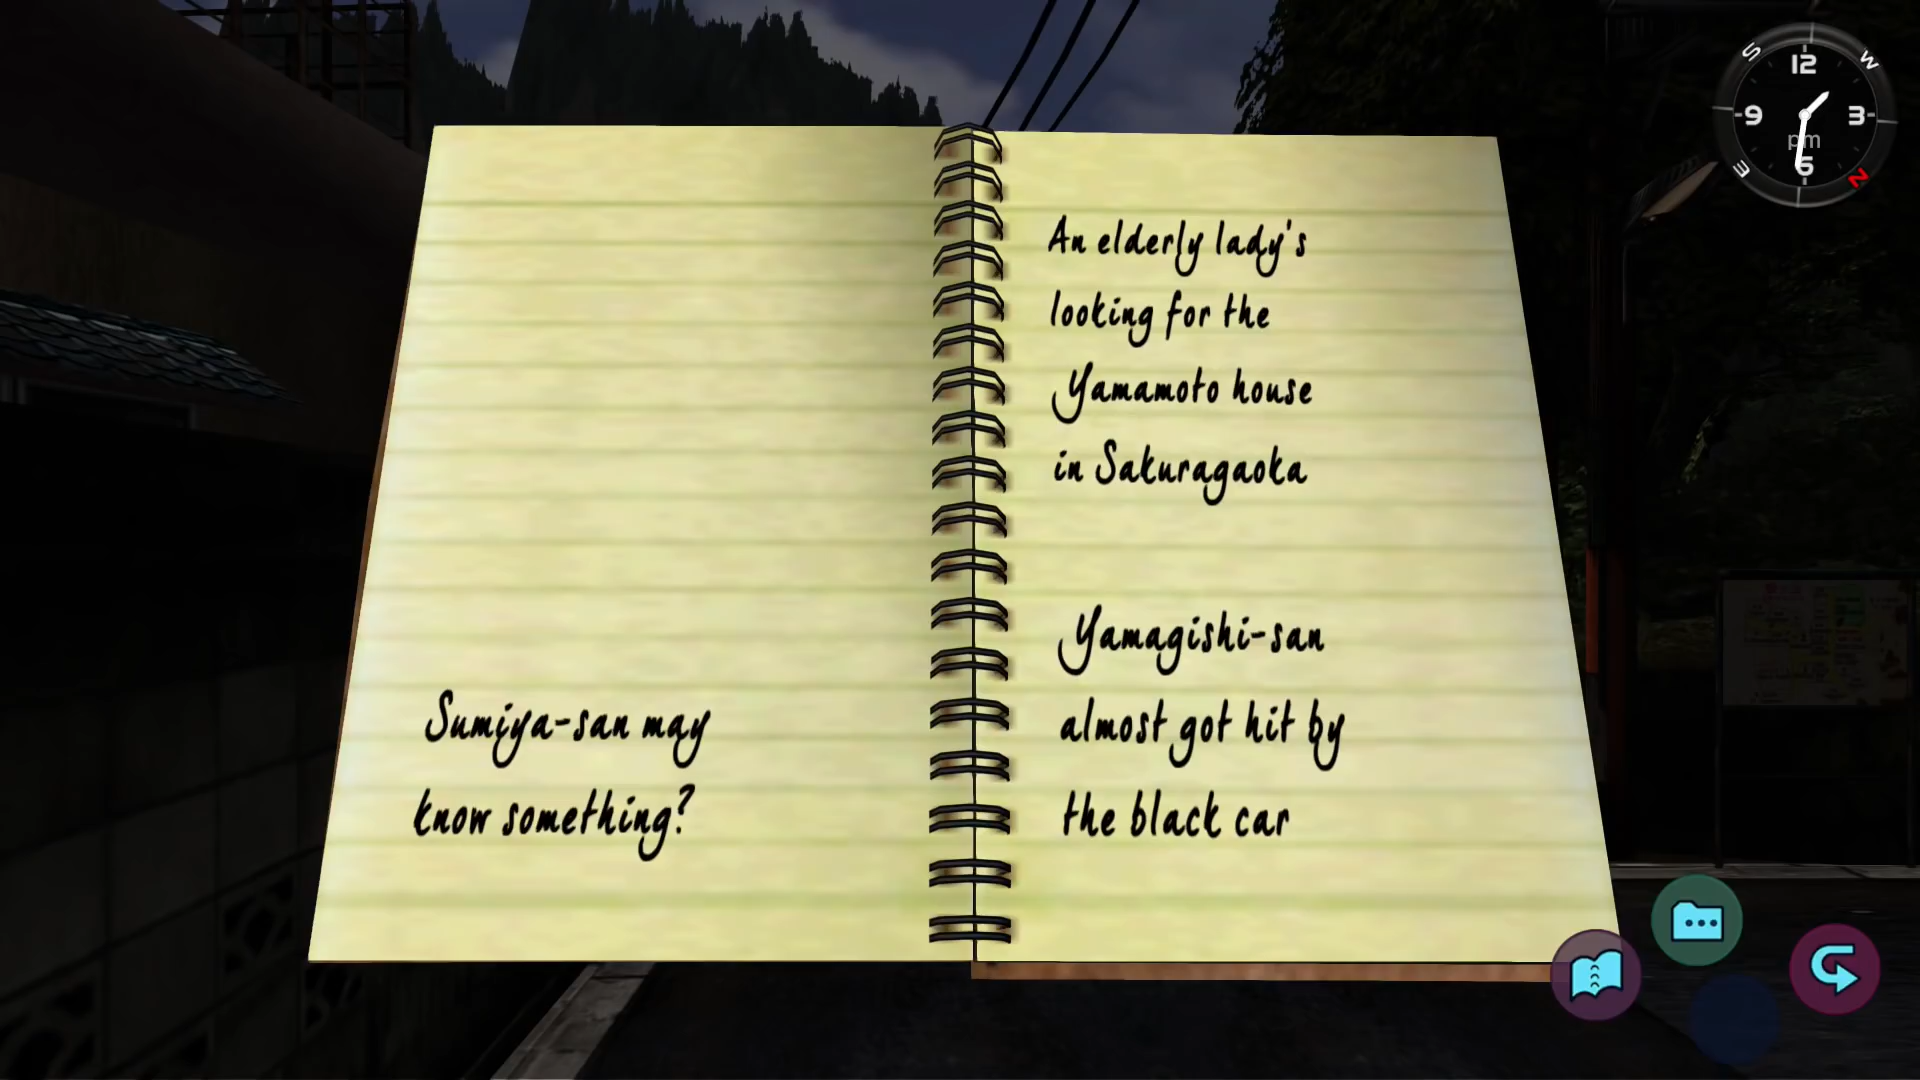 Sumiya-san may
know something?
An elderly lady's
looking for the
Yamamoto house
in Sakuragaoka
Yamagishi-san
almost got hit by
the black car
S
W
12
9
3
pm
6
E
N